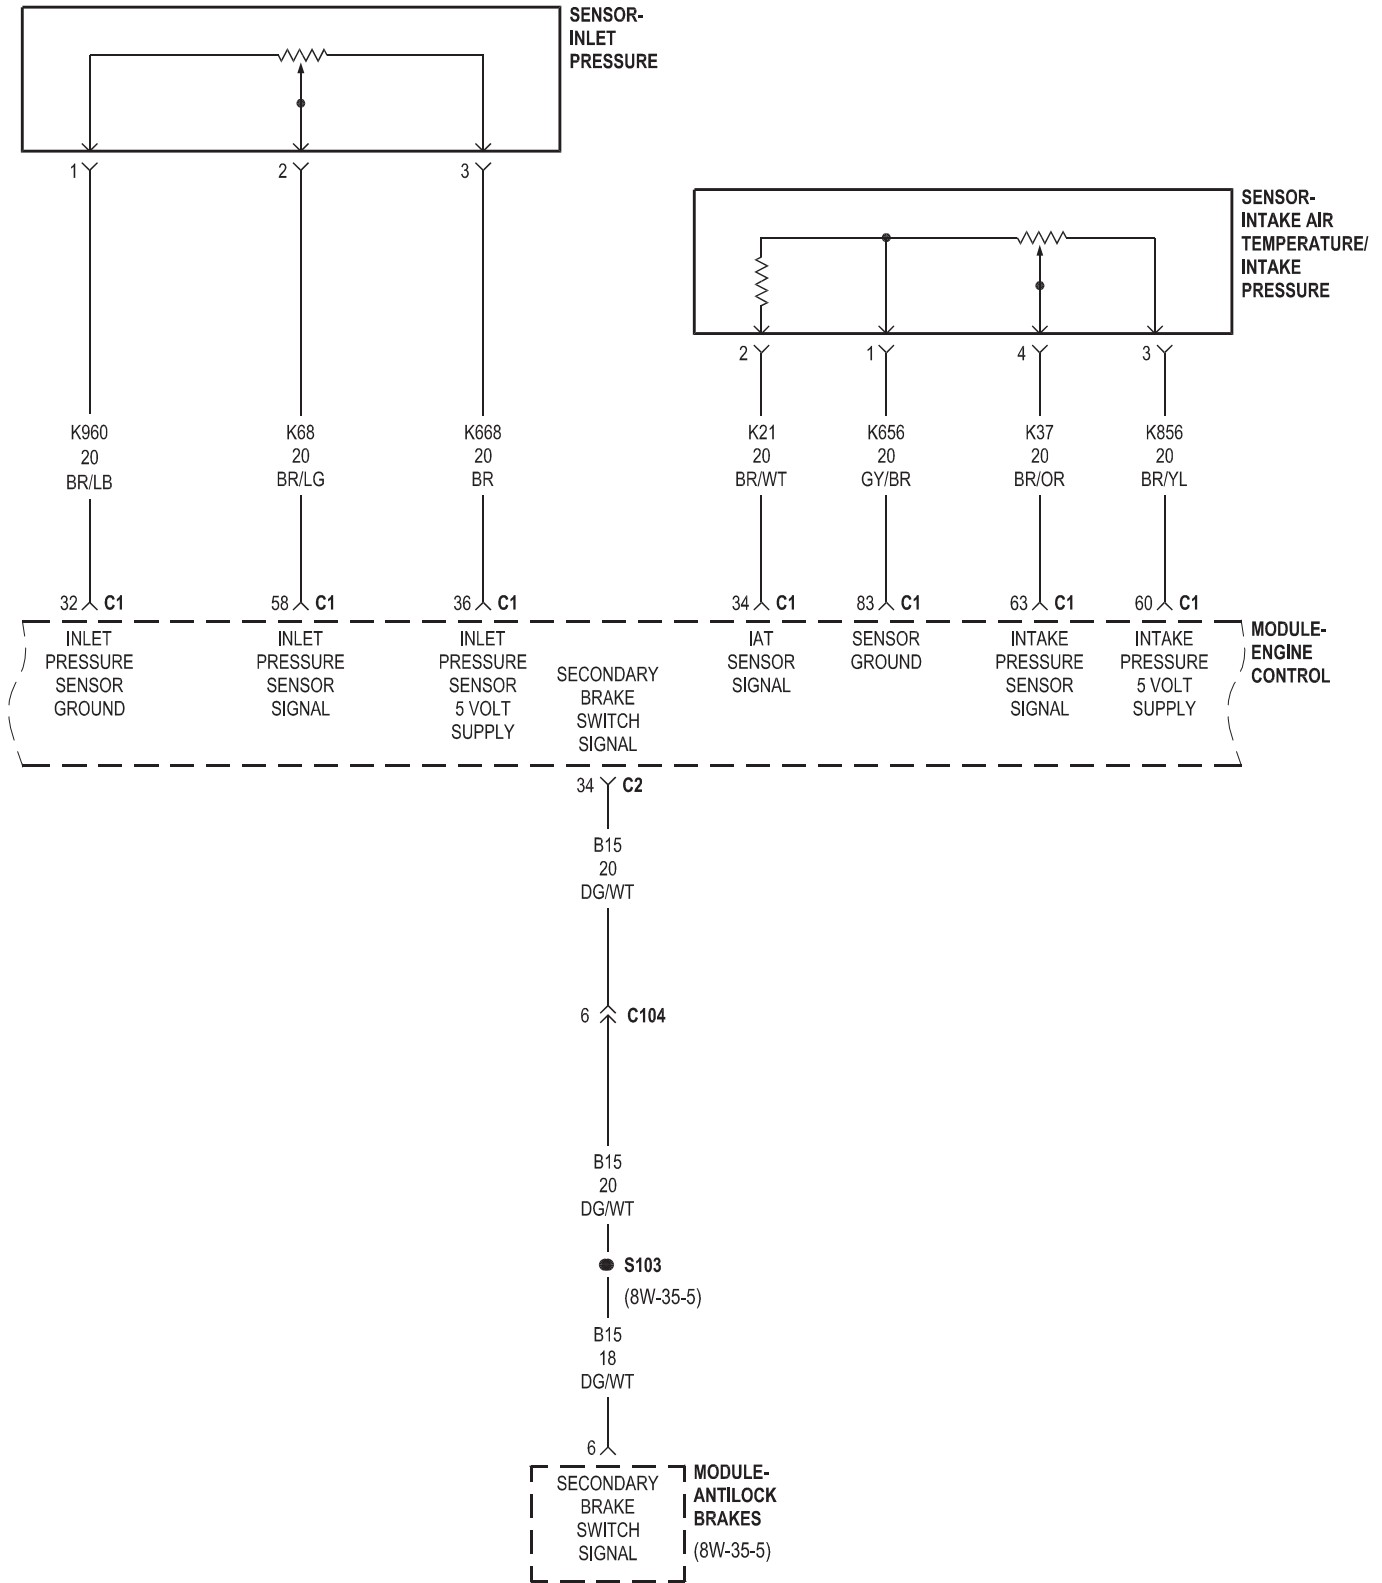 SENSOR-
INLET
PRESSURE
1
2
3
SENSOR-
INTAKE AIR
TEMPERATURE/
INTAKE
PRESSURE
2
1
4
3
K960
20
BR/LB
K68
20
BR/LG
K668
20
BR
K21
20
BR/WT
K656
20
GY/BR
K37
20
BR/OR
K856
20
BR/YL
32 C1
58 C1
36 C1
34 C1
83 C1
63 C1
60 C1
INLET
PRESSURE
SENSOR
GROUND
INLET
PRESSURE
SENSOR
SIGNAL
INLET
PRESSURE
SENSOR
5 VOLT
SUPPLY
SECONDARY
BRAKE
SWITCH
SIGNAL
IAT
SENSOR
SIGNAL
SENSOR
GROUND
INTAKE
PRESSURE
SENSOR
SIGNAL
INTAKE
PRESSURE
5 VOLT
SUPPLY
MODULE-
ENGINE
CONTROL
34 C2
B15
20
DG/WT
6 C104
B15
20
DG/WT
S103
(8W-35-5)
B15
18
DG/WT
6
SECONDARY
BRAKE
SWITCH
SIGNAL
MODULE-
ANTILOCK
BRAKES
(8W-35-5)